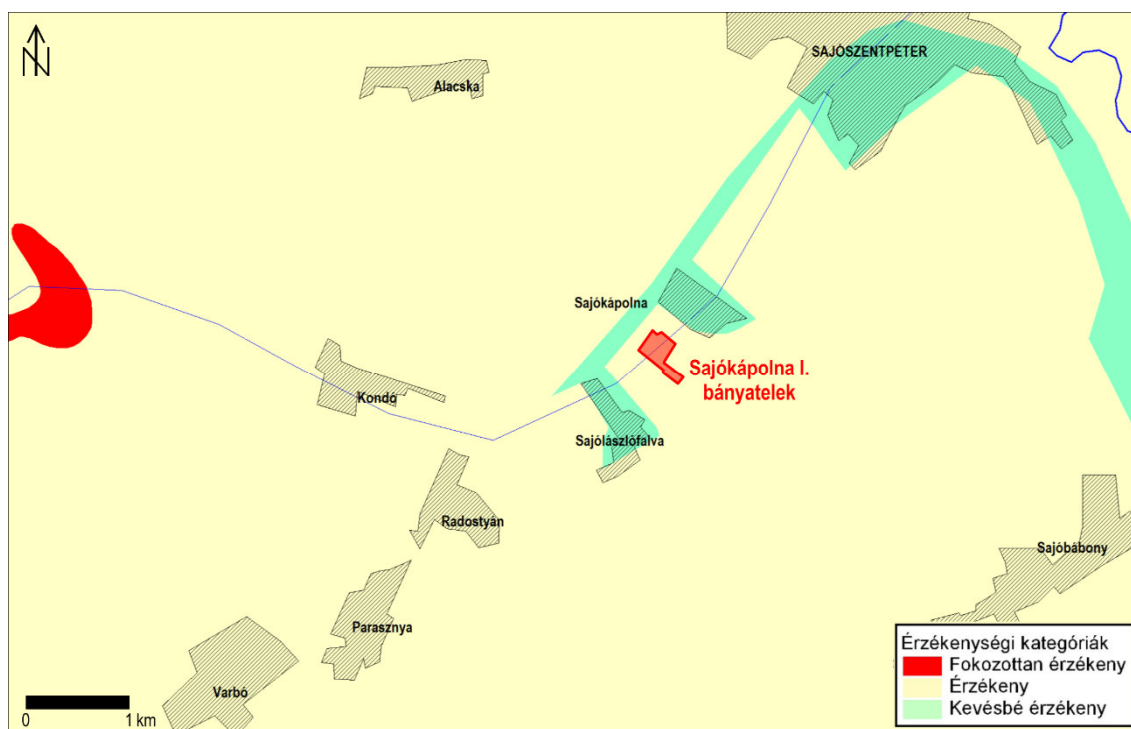 N
SAJÓSZENTPÉTER
Alacska
Sajókápolna
Sajókápolna I.
bányatelek
Kondó
Sajólászlófalva
Radostyán
Sajóbábony
Parasznya
Varbó
0 1 km
Érzékenységi kategóriák
Fokozottan érzékeny
Érzékeny
Kevésbé érzékeny